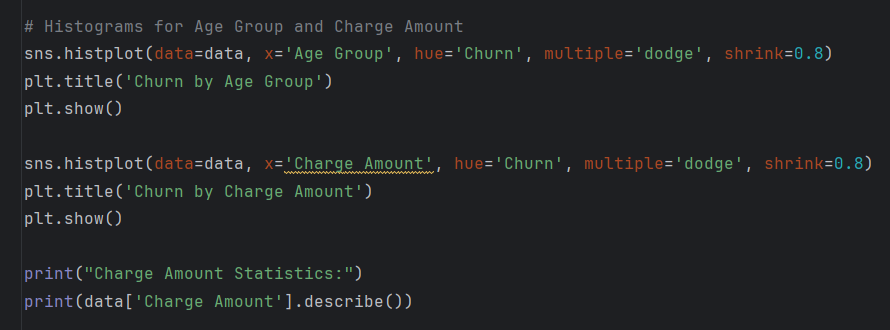 # Histograms for Age Group and Charge Amount
sns.histplot(data=data, x='Age Group', hue='Churn', multiple='dodge', shrink=0.8)
plt.title('Churn by Age Group')
plt.show()
sns.histplot(data=data, x='Charge Amount', hue='Churn', multiple='dodge', shrink=0.8)
plt.title('Churn by Charge Amount')
plt.show()
print("Charge Amount Statistics:")
print(data['Charge Amount'].describe())